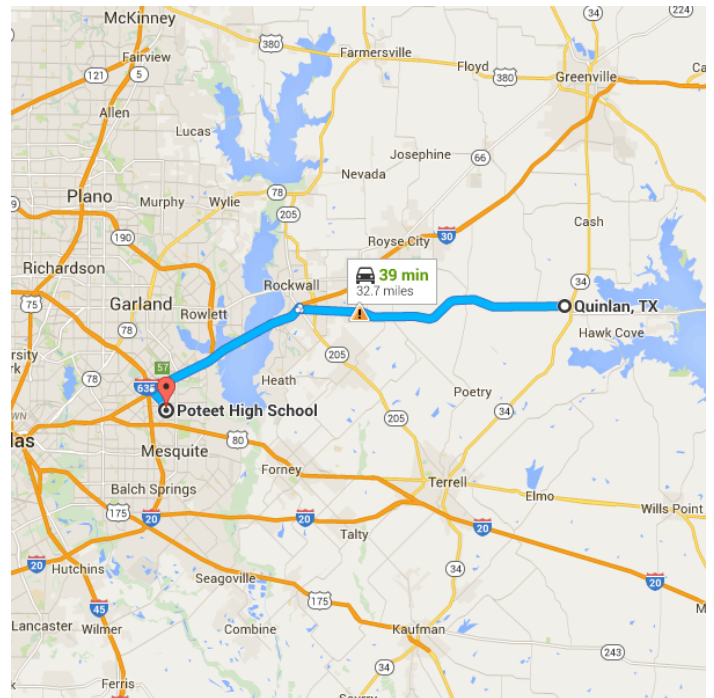 McKinney
34
224
Fairview
380
Farmersville
Floyd
380
Greenville
121
5
Allen
Lucas
Josephine
66
Nevada
78
Plano
Murphy
Wylie
205
34
Cash
190
Royse City
30
Richardson
Rockwall
39 min
32.7 miles
75
Garland
Rowlett
Quinlan, TX
Hawk Cove
78
205
57
635
Heath
Poetry
Poteet High School
205
80
Mesquite
Forney
Terrell
Balch Springs
Elmo
Wills Point
175
20
20
Talty
20
20
Hutchins
34
20
Seagoville
175
45
Lancaster
Wilmer
Combine
Kaufman
243
34
Ferris